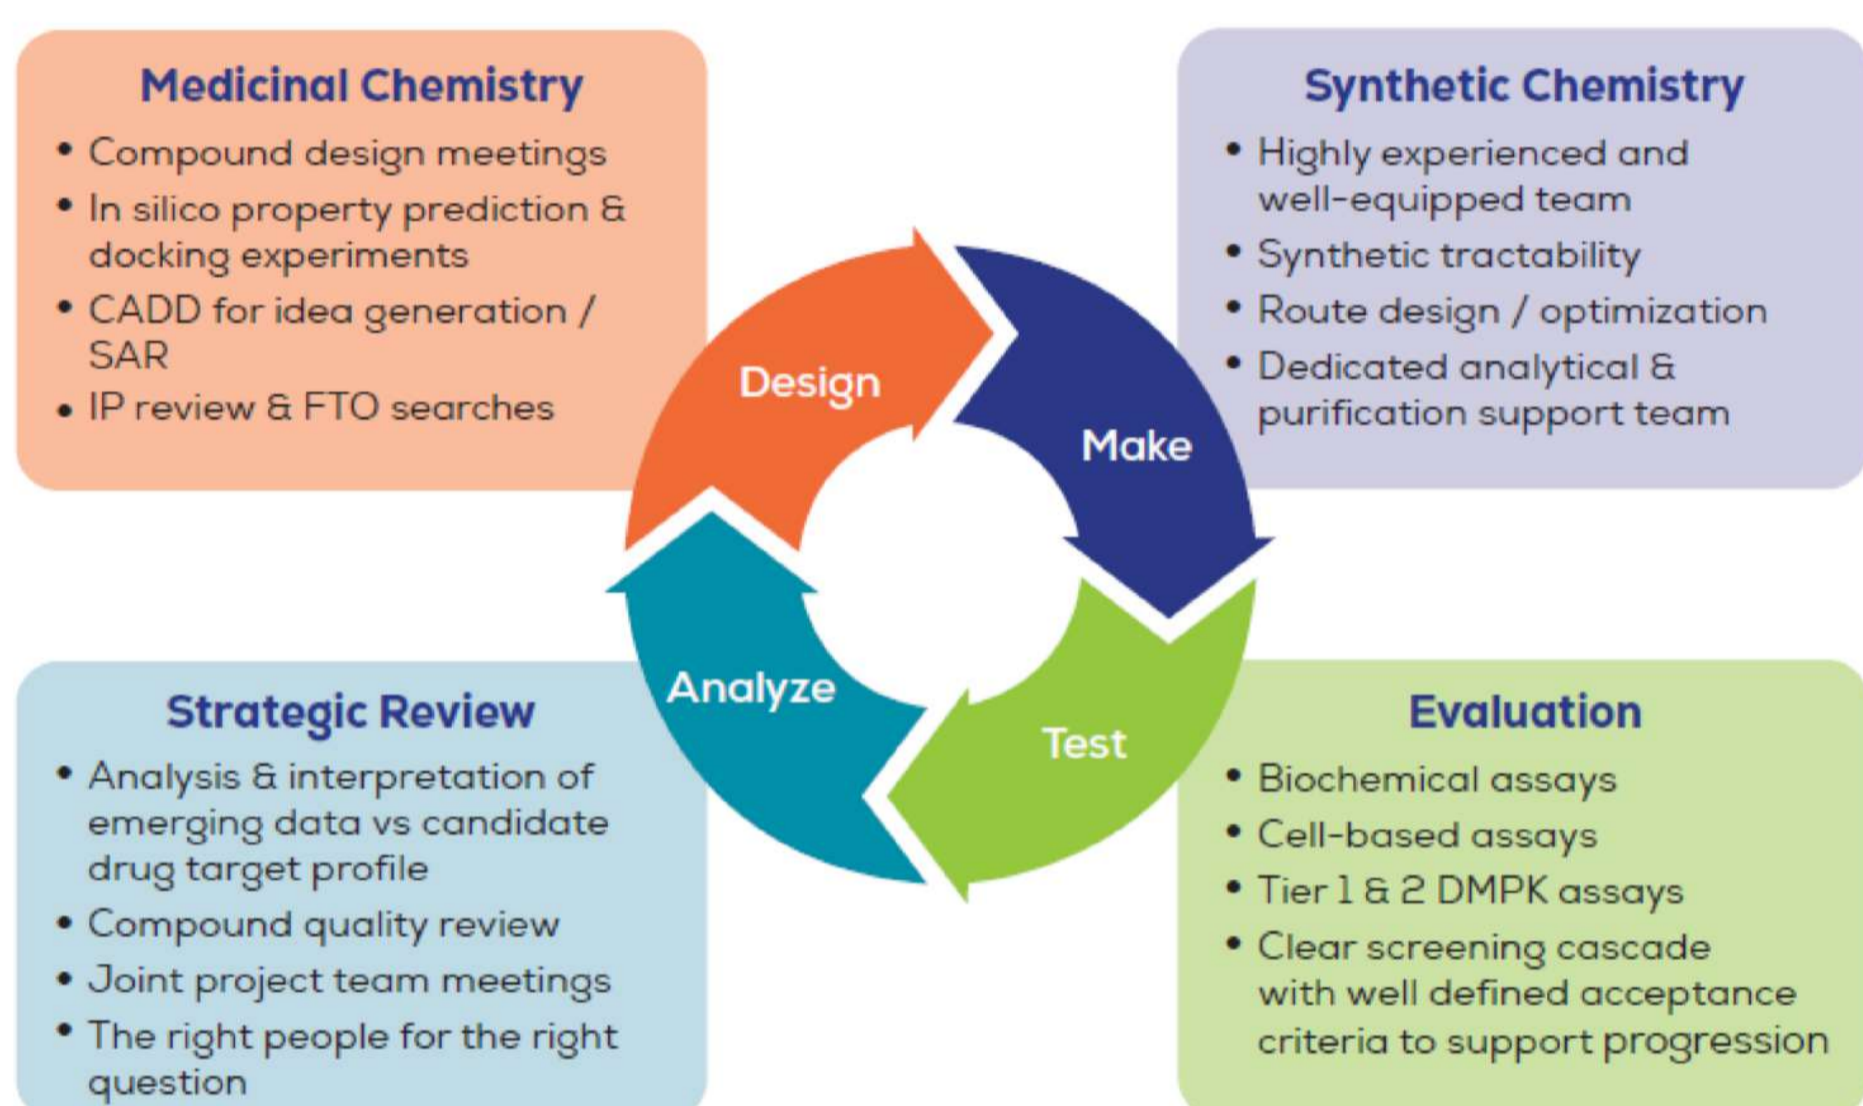 Medicinal Chemistry
• Compound design meetings
• In silico property prediction &
docking experiments
• CADD for idea generation /
SAR
• IP review & FTO searches
Synthetic Chemistry
• Highly experienced and
well-equipped team
• Synthetic tractability
• Route design / optimization
• Dedicated analytical &
purification support team
Design
Make
Analyze
Test
Strategic Review
• Analysis & interpretation of
emerging data vs candidate
drug target profile
• Compound quality review
• Joint project team meetings
• The right people for the right
question
Evaluation
• Biochemical assays
• Cell-based assays
• Tier 1 & 2 DMPK assays
• Clear screening cascade
with well defined acceptance
criteria to support progression